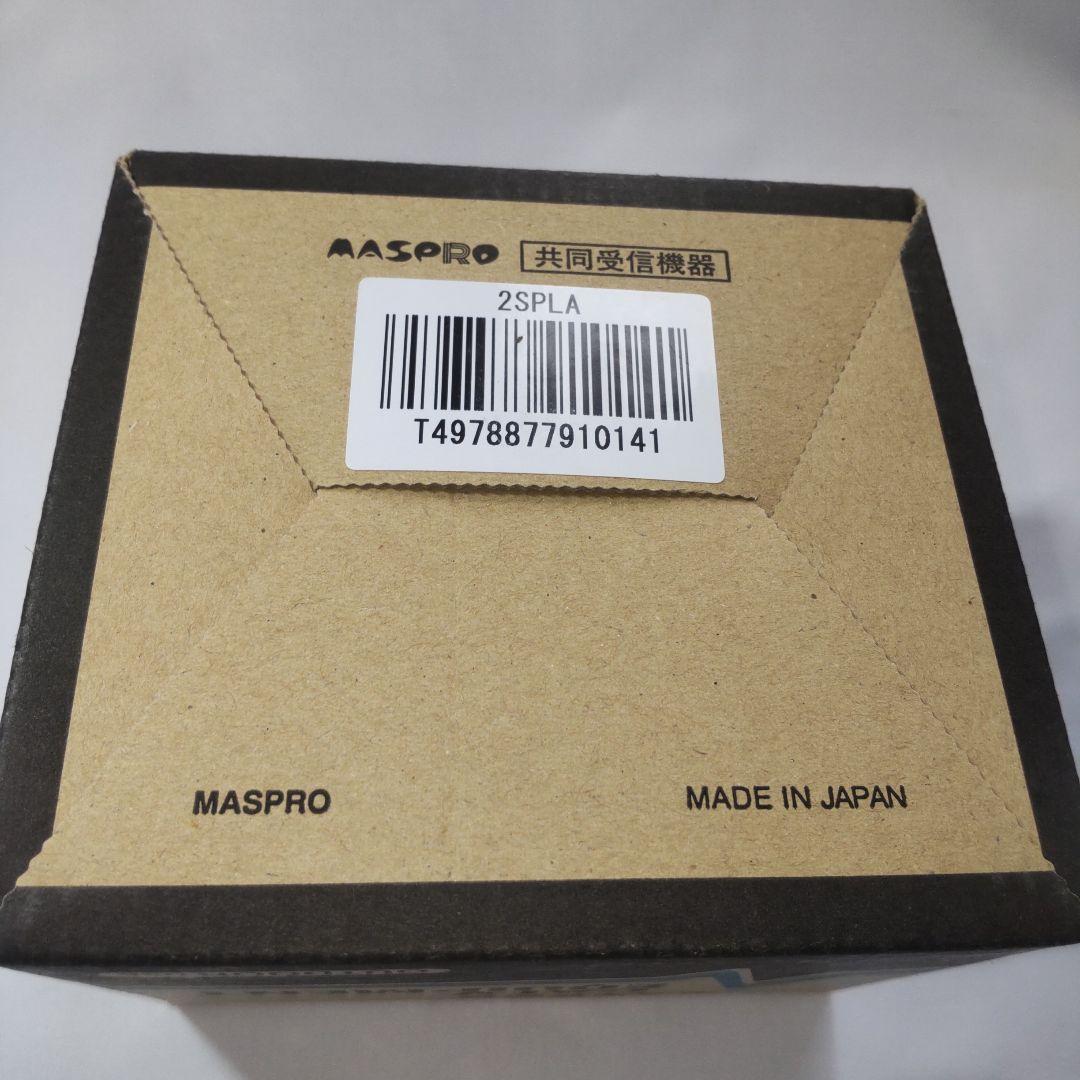 MASPRO 共同受信機器
2SPLA
T4978877910141
MASPRO MADE IN JAPAN